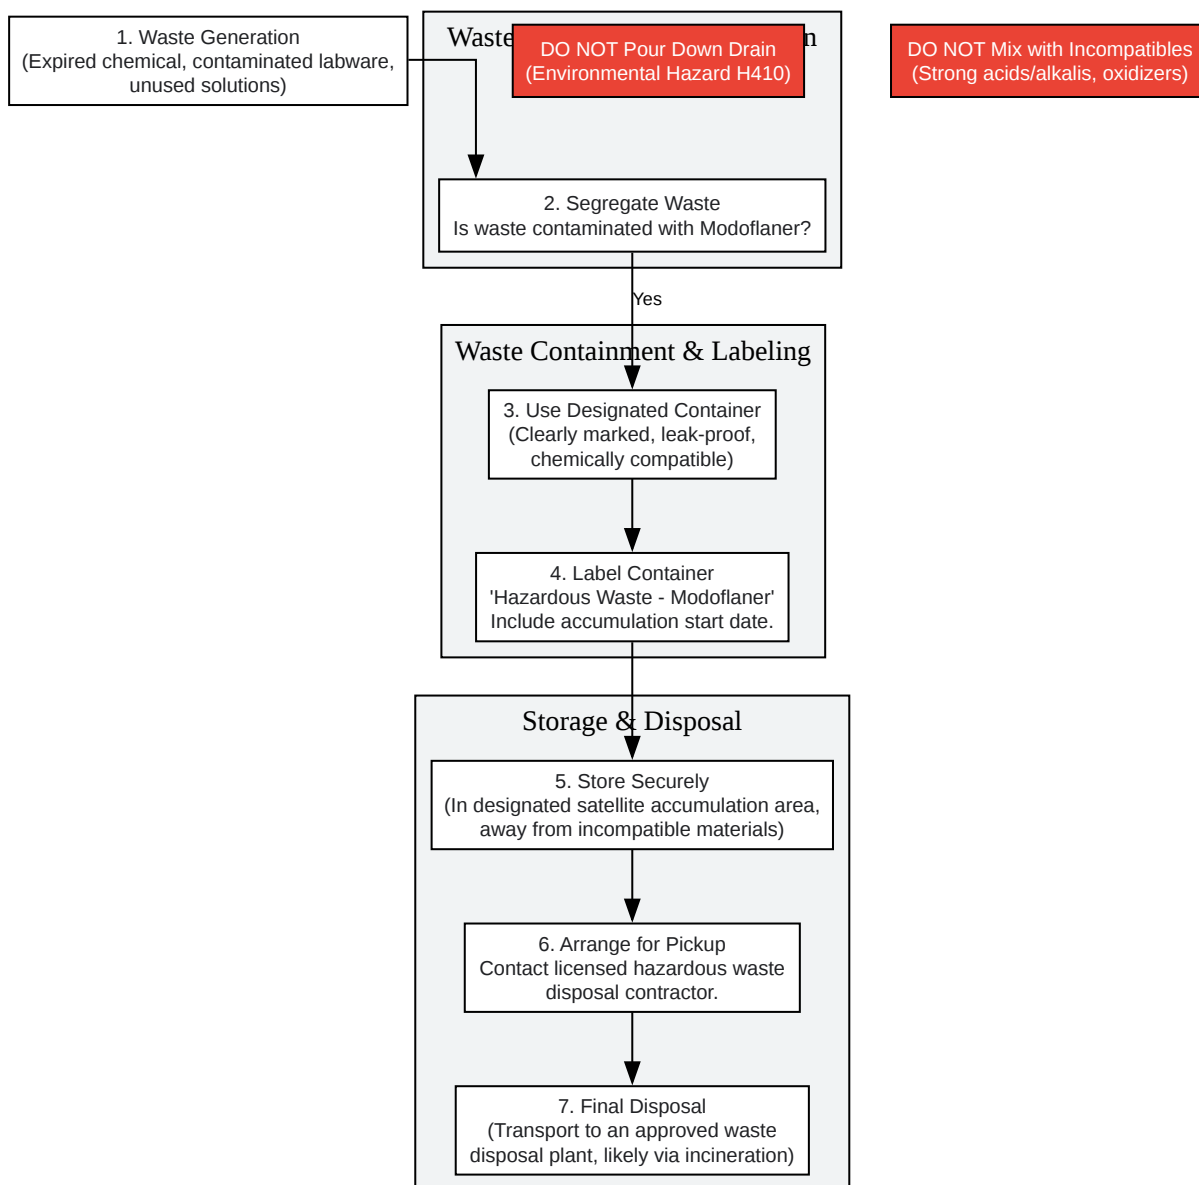 1. Waste Generation
(Expired chemical, contaminated labware,
unused solutions)
Waste
DO NOT Pour Down Drain
(Environmental Hazard H410)
DO NOT Mix with Incompatibles
(Strong acids/alkalis, oxidizers)
2. Segregate Waste
Is waste contaminated with Modoflaner?
Yes
Waste Containment & Labeling
3. Use Designated Container
(Clearly marked, leak-proof,
chemically compatible)
4. Label Container
'Hazardous Waste - Modoflaner'
Include accumulation start date.
Storage & Disposal
5. Store Securely
(In designated satellite accumulation area,
away from incompatible materials)
6. Arrange for Pickup
Contact licensed hazardous waste
disposal contractor.
7. Final Disposal
(Transport to an approved waste
disposal plant, likely via incineration)